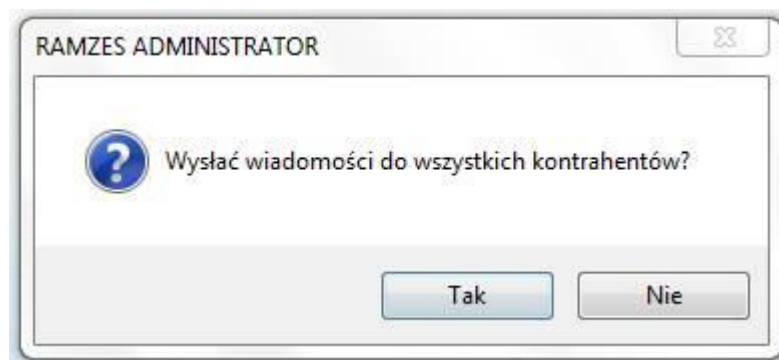 RAMZES ADMINISTRATOR
Wysłać wiadomości do wszystkich kontrahentów?
Tak Nie